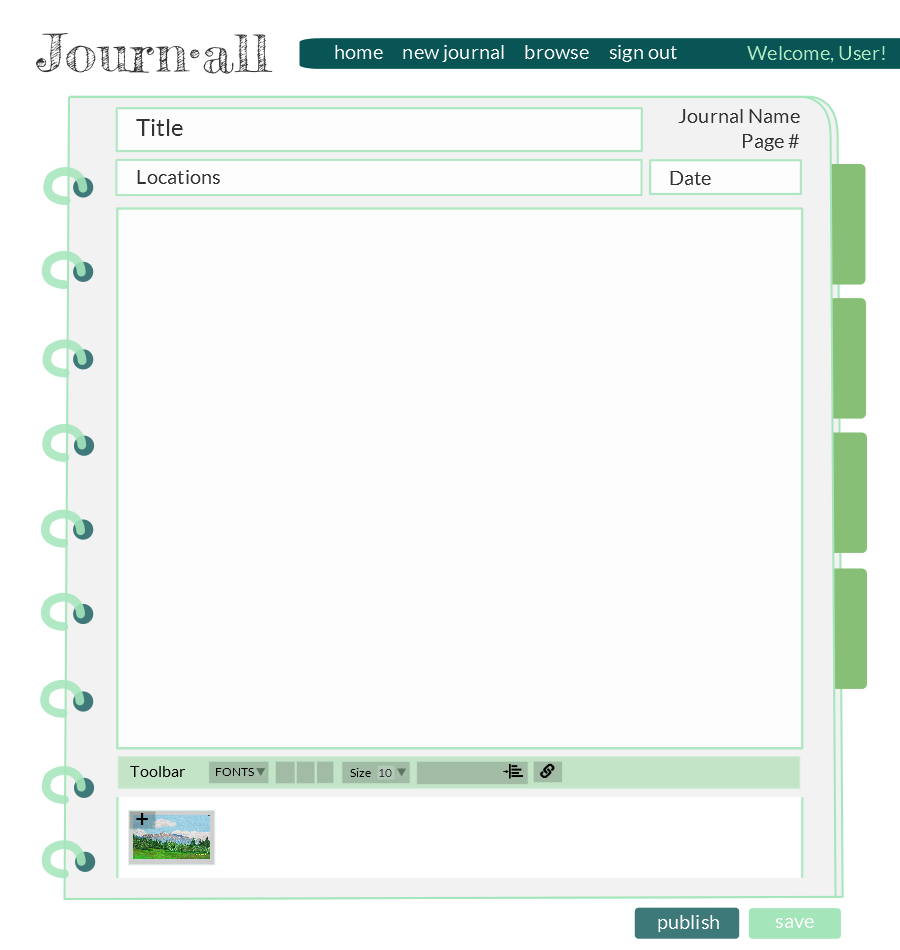 Journ•all
home new journal browse sign out Welcome, User!
Title
Journal Name
Page #
Locations
Date
Toolbar FONTS Size 10
publish save